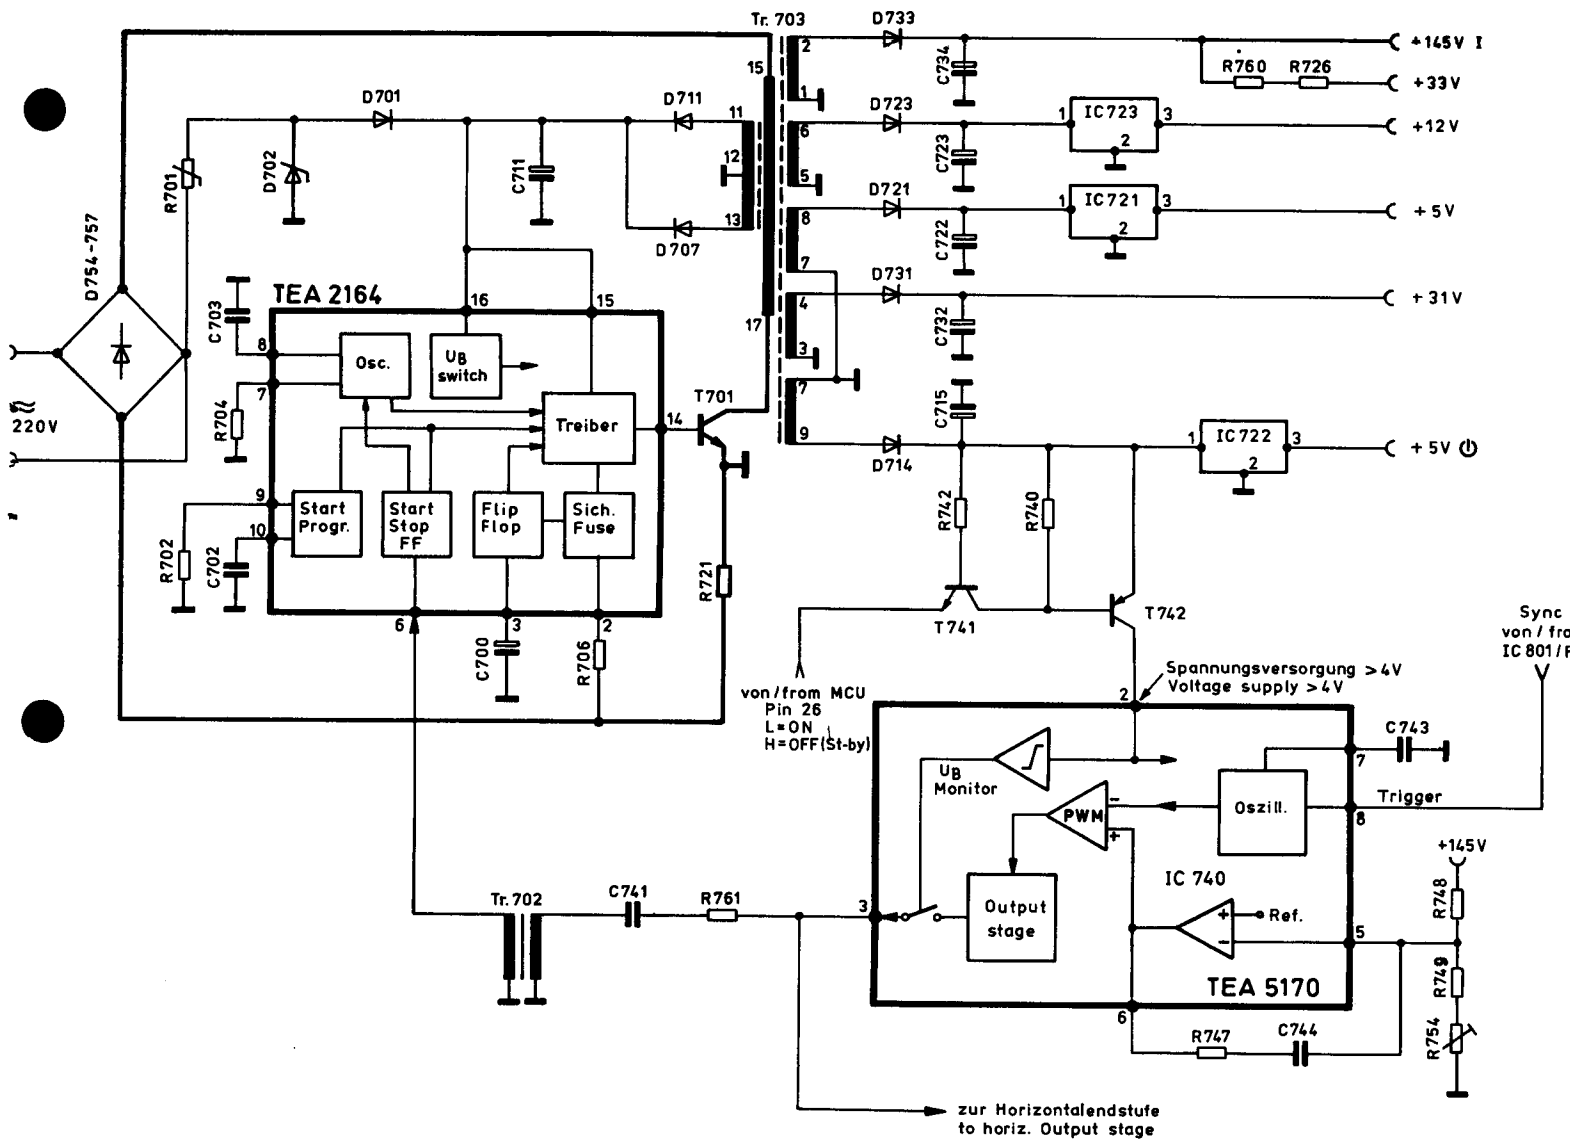 Tr. 703
D733
2
15
C734
+145V I
R760
R726
+33V
1
D701
D711
11
12
13
D707
R701
D702
C711
6
D723
C723
1
IC723
2
3
+12V
5
8
D721
C722
1
IC721
2
3
+5V
7
D731
4
C732
+31V
3
17
7
C715
9
D714
1
IC722
2
3
+5V
D754-757
220V
C703
TEA 2164
16
15
8
Osc.
UB
switch
7
R704
Treiber
14
T701
9
Start
Progr.
10
Start
Stop
FF
Flip
Flop
Sich.
Fuse
R702
C702
R721
6
3
2
C700
R706
R742
R740
T741
T742
von/from MCU
Pin 26
L=ON
H=OFF(St-by)
Spannungsversorgung >4V
Voltage supply >4V
2
Sync
von / fro
IC 801/P
C743
7
UB
Monitor
PWM
-
+
Oszill.
Trigger
8
+145V
IC 740
R748
Output
stage
+
-
Ref.
5
R749
TEA 5170
3
Tr. 702
C741
R761
6
R747
C744
R754
zur Horizontalendstufe
to horiz. Output stage